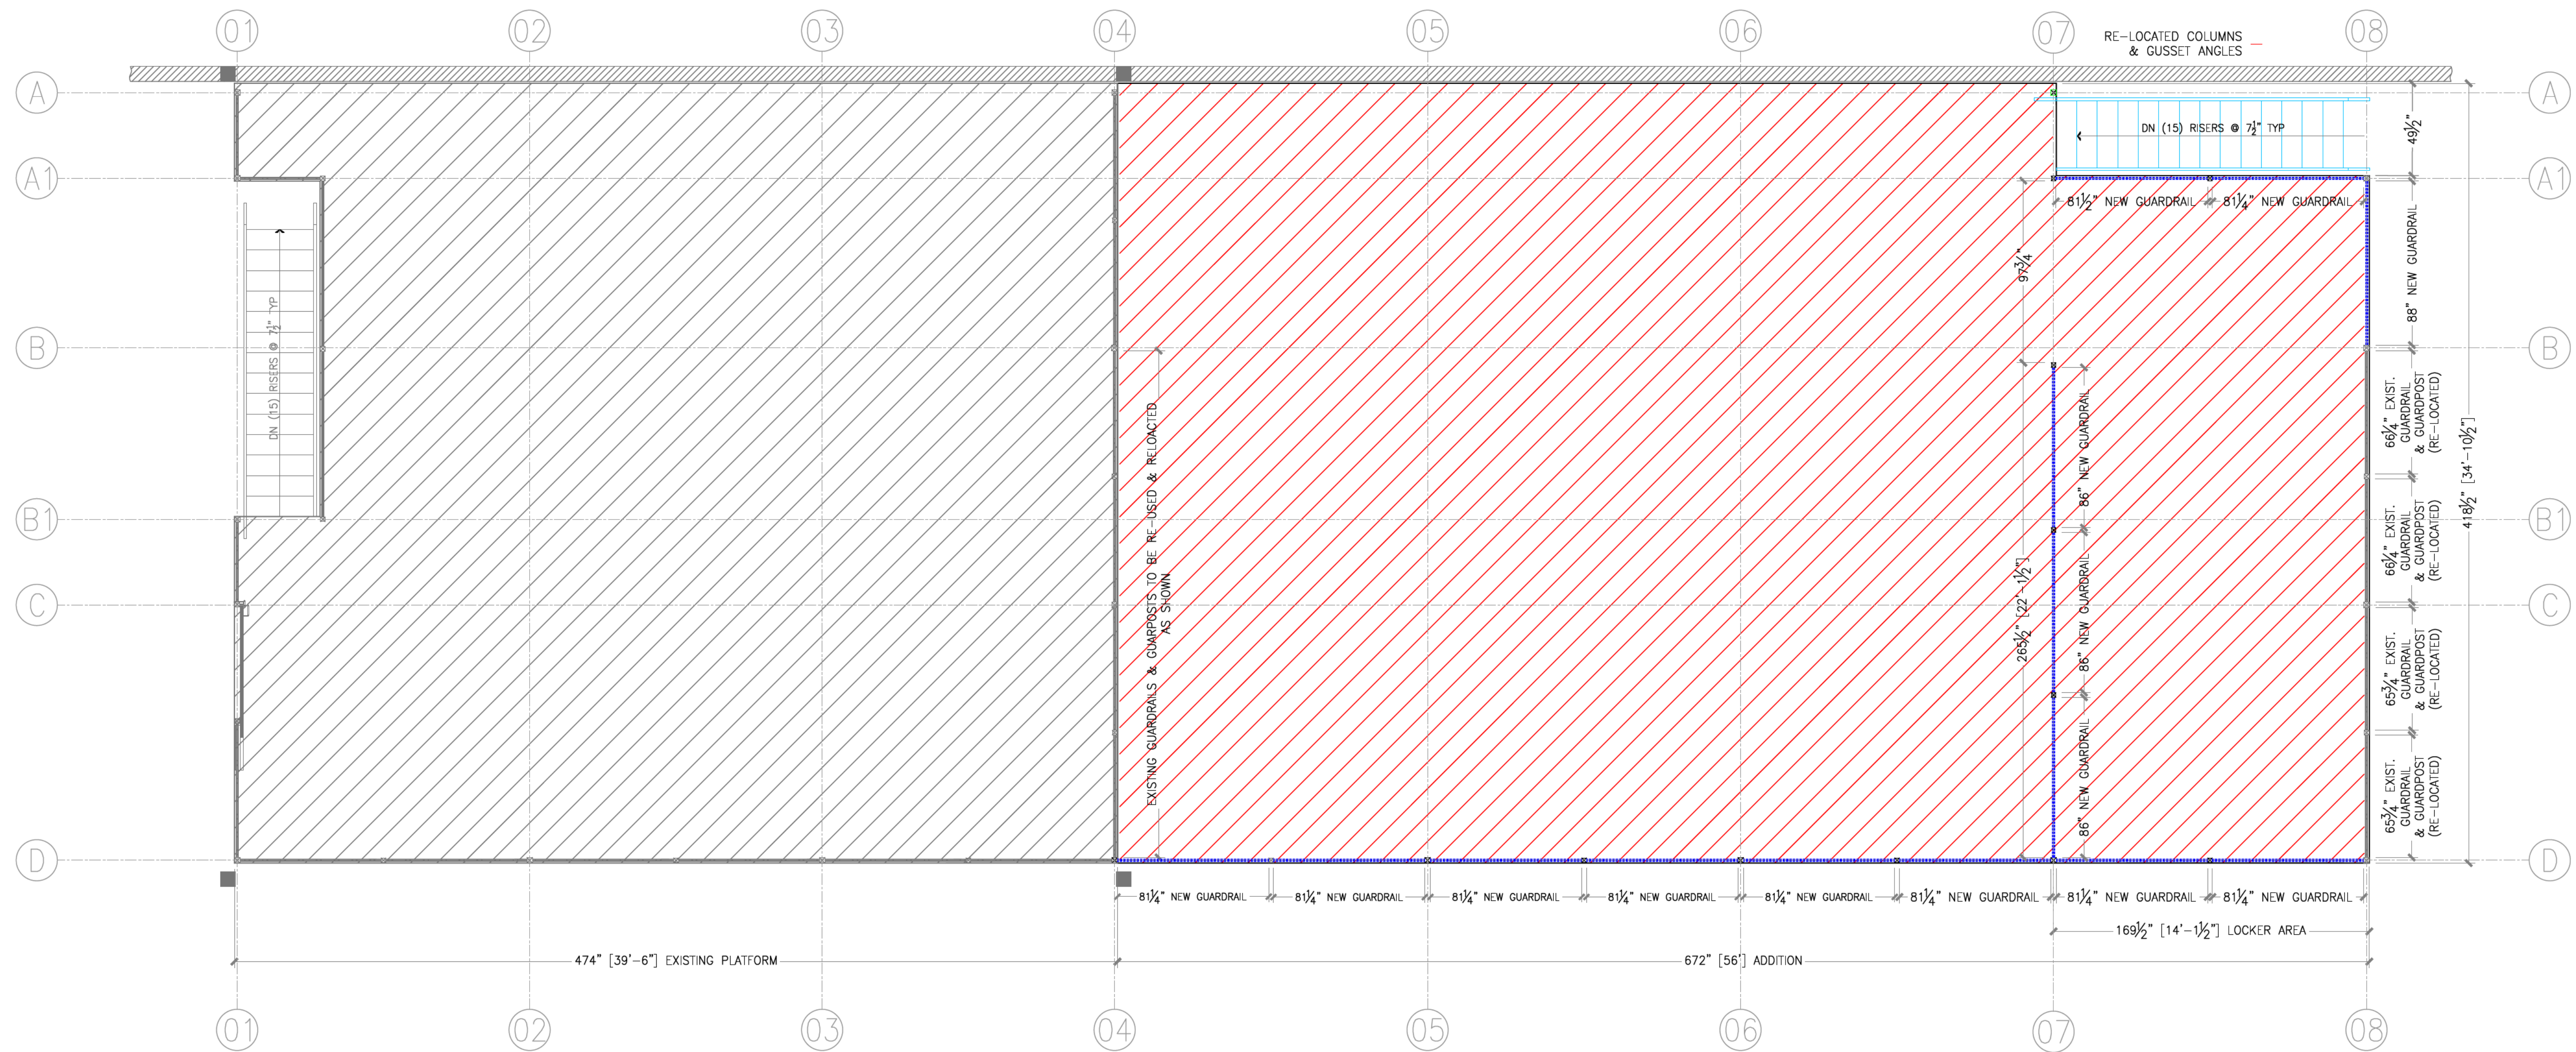 01 02 03 04 05 06 07 08
RE-LOCATED COLUMNS
& GUSSET ANGLES
A A
A1 A1
B B
B1 B1
C C
D D
DN (15) RISERS @ 7½" TYP
DN (15) RISERS @ 7½" TYP
49½"
81½" NEW GUARDRAIL
81¼" NEW GUARDRAIL
88" NEW GUARDRAIL
97¾"
EXISTING GUARDRAILS & GUARPOSTS TO BE RE-USED & RELOACTED
AS SHOWN
265½" [22'-1½"]
86" NEW GUARDRAIL
86" NEW GUARDRAIL
86" NEW GUARDRAIL
66¼" EXIST.
GUARDRAIL
& GUARDPOST
(RE-LOCATED)
66¼" EXIST.
GUARDRAIL
& GUARDPOST
(RE-LOCATED)
65¾" EXIST.
GUARDRAIL
& GUARDPOST
(RE-LOCATED)
65¾" EXIST.
GUARDRAIL
& GUARDPOST
(RE-LOCATED)
418½" [34'-10½"]
81¼" NEW GUARDRAIL
81¼" NEW GUARDRAIL
81¼" NEW GUARDRAIL
81¼" NEW GUARDRAIL
81¼" NEW GUARDRAIL
81¼" NEW GUARDRAIL
81¼" NEW GUARDRAIL
81¼" NEW GUARDRAIL
169½" [14'-1½"] LOCKER AREA
474" [39'-6"] EXISTING PLATFORM
672" [56'] ADDITION
01 02 03 04 05 06 07 08